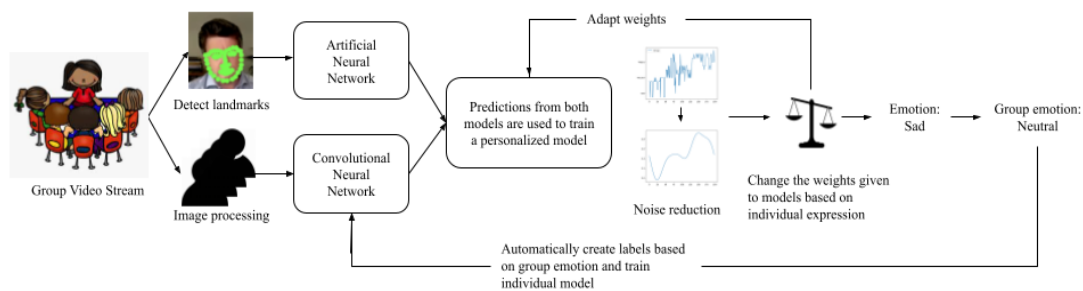 Adapt weights
Artificial
Neural
Network
Detect landmarks
Predictions from both
models are used to train
a personalized model
Emotion:
Sad
Group emotion:
Neutral
Convolutional
Neural
Network
Group Video Stream
Image processing
Noise reduction
Change the weights given
to models based on
individual expression
Automatically create labels based
on group emotion and train
individual model